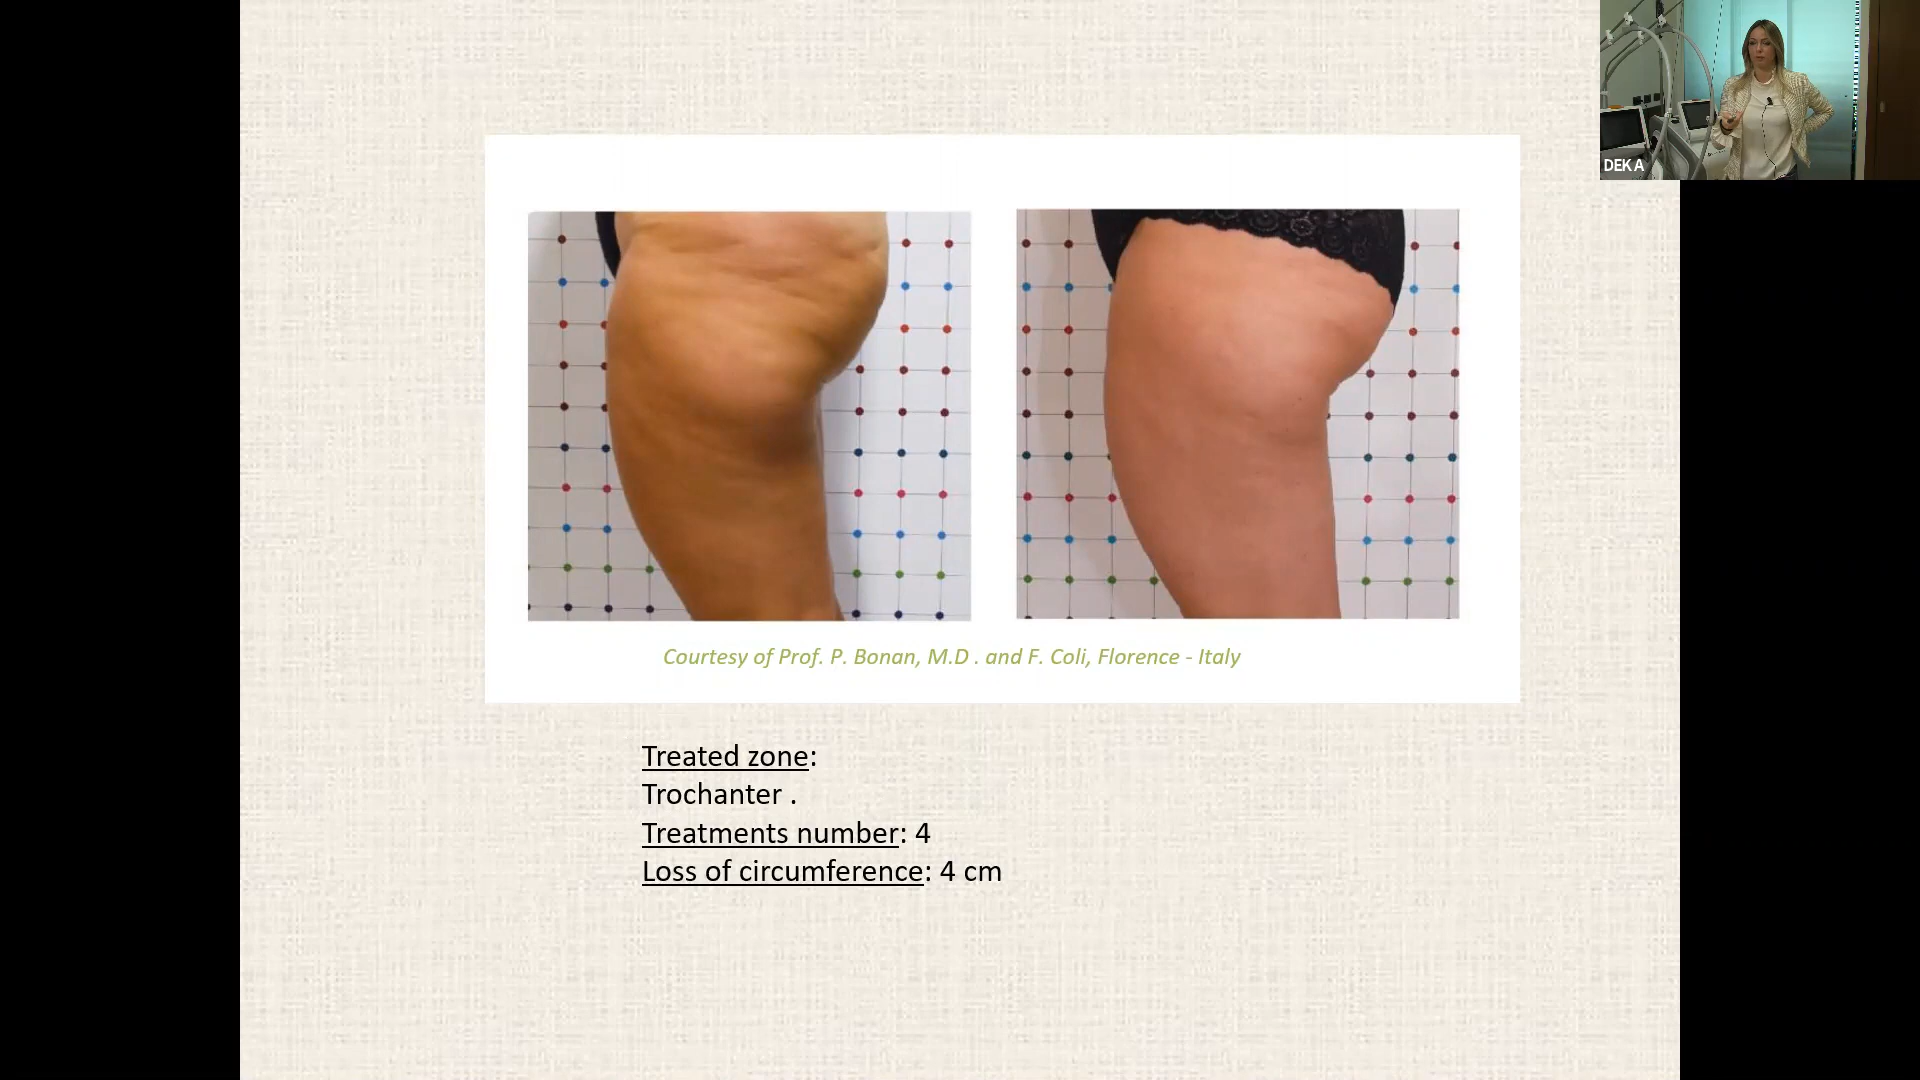 DEKA
Courtesy of Prof. P. Bonan, M.D . and F. Coli, Florence - Italy
Treated zone:
Trochanter .
Treatments number: 4
Loss of circumference: 4 cm